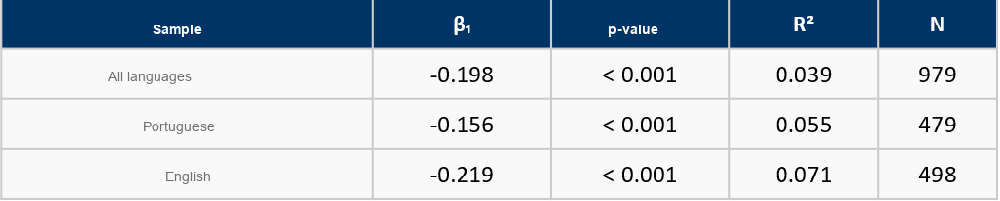 Sample β₁ p-value R² N
All languages -0.198 < 0.001 0.039 979
Portuguese -0.156 < 0.001 0.055 479
English -0.219 < 0.001 0.071 498